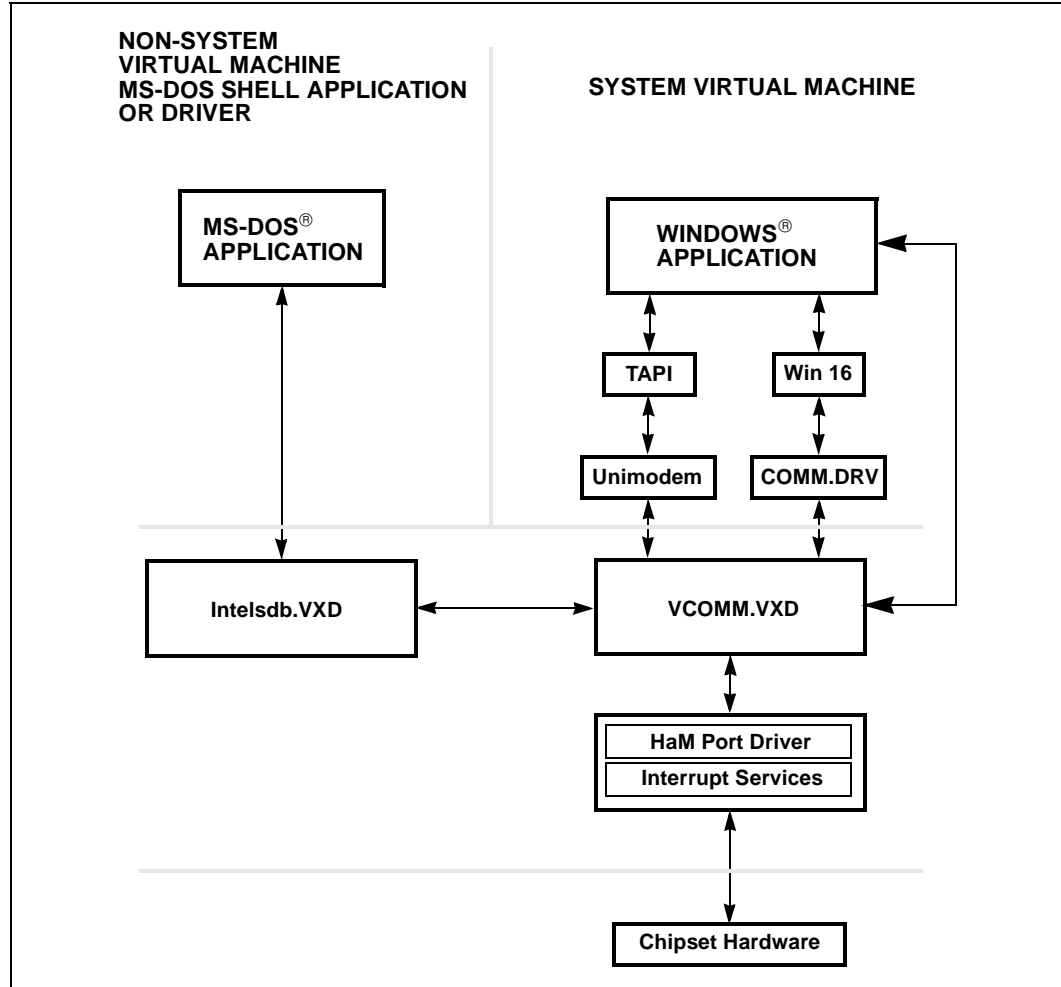 NON-SYSTEM
VIRTUAL MACHINE
MS-DOS SHELL APPLICATION
OR DRIVER
SYSTEM VIRTUAL MACHINE
MS-DOS®
APPLICATION
WINDOWS®
APPLICATION
TAPI
Win 16
Unimodem
COMM.DRV
Intelsdb.VXD
VCOMM.VXD
HaM Port Driver
Interrupt Services
Chipset Hardware